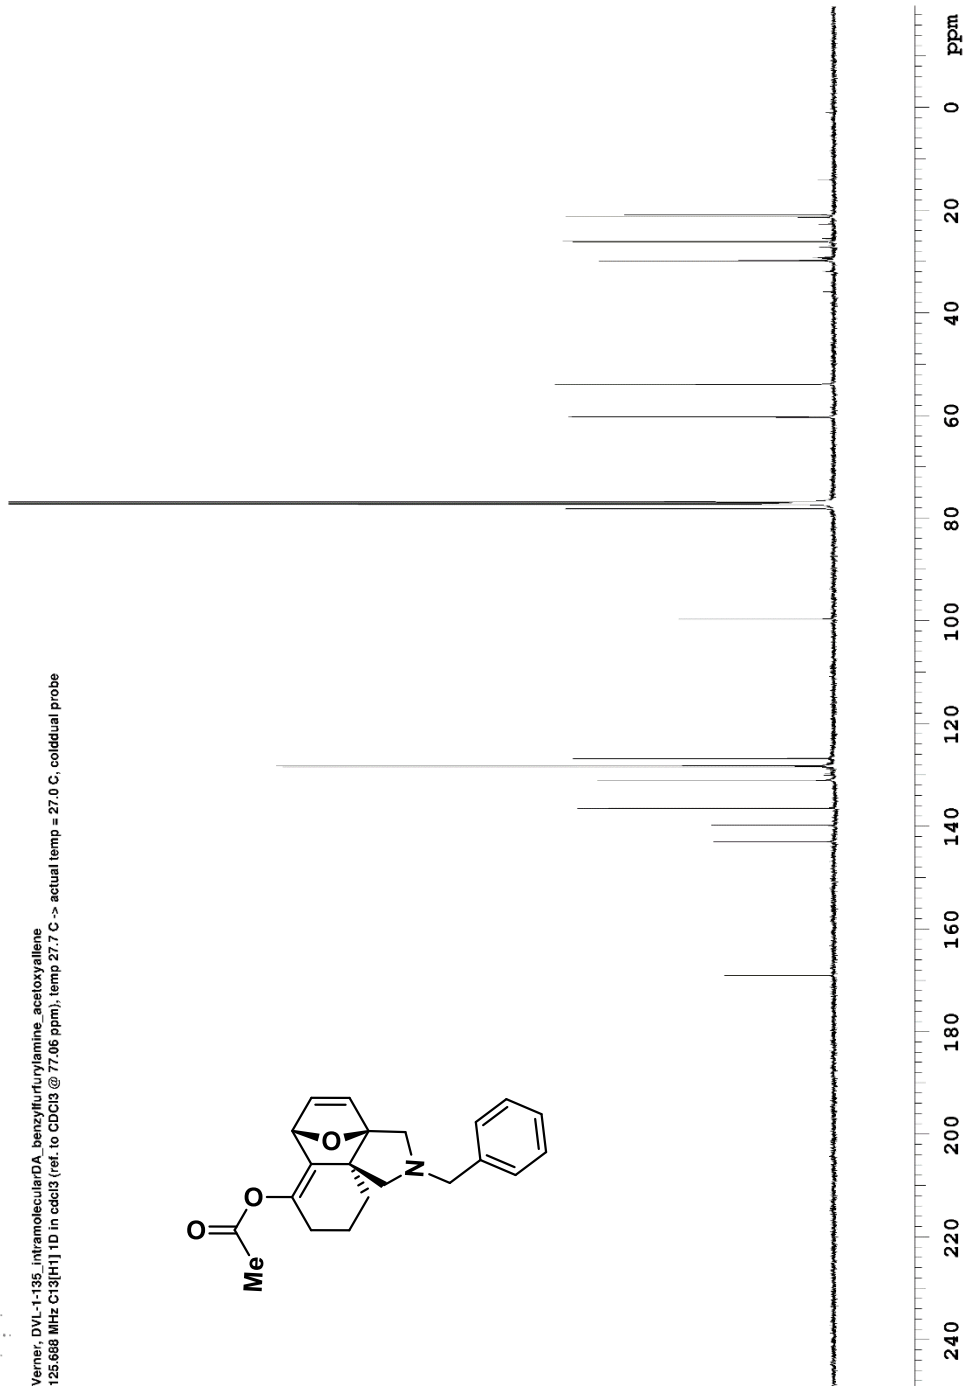 Verner, DVL-1-135_intramolecularDA_benzylfurfurylamine_acetoxyallene
125.688 MHz C13[H1] 1D in cdcl3 (ref. to CDCl3 @ 77.06 ppm), temp 27.7 C -> actual temp = 27.0 C, colddual probe
O
O
Me
O
N
240 220 200 180 160 140 120 100 80 60 40 20 0 ppm